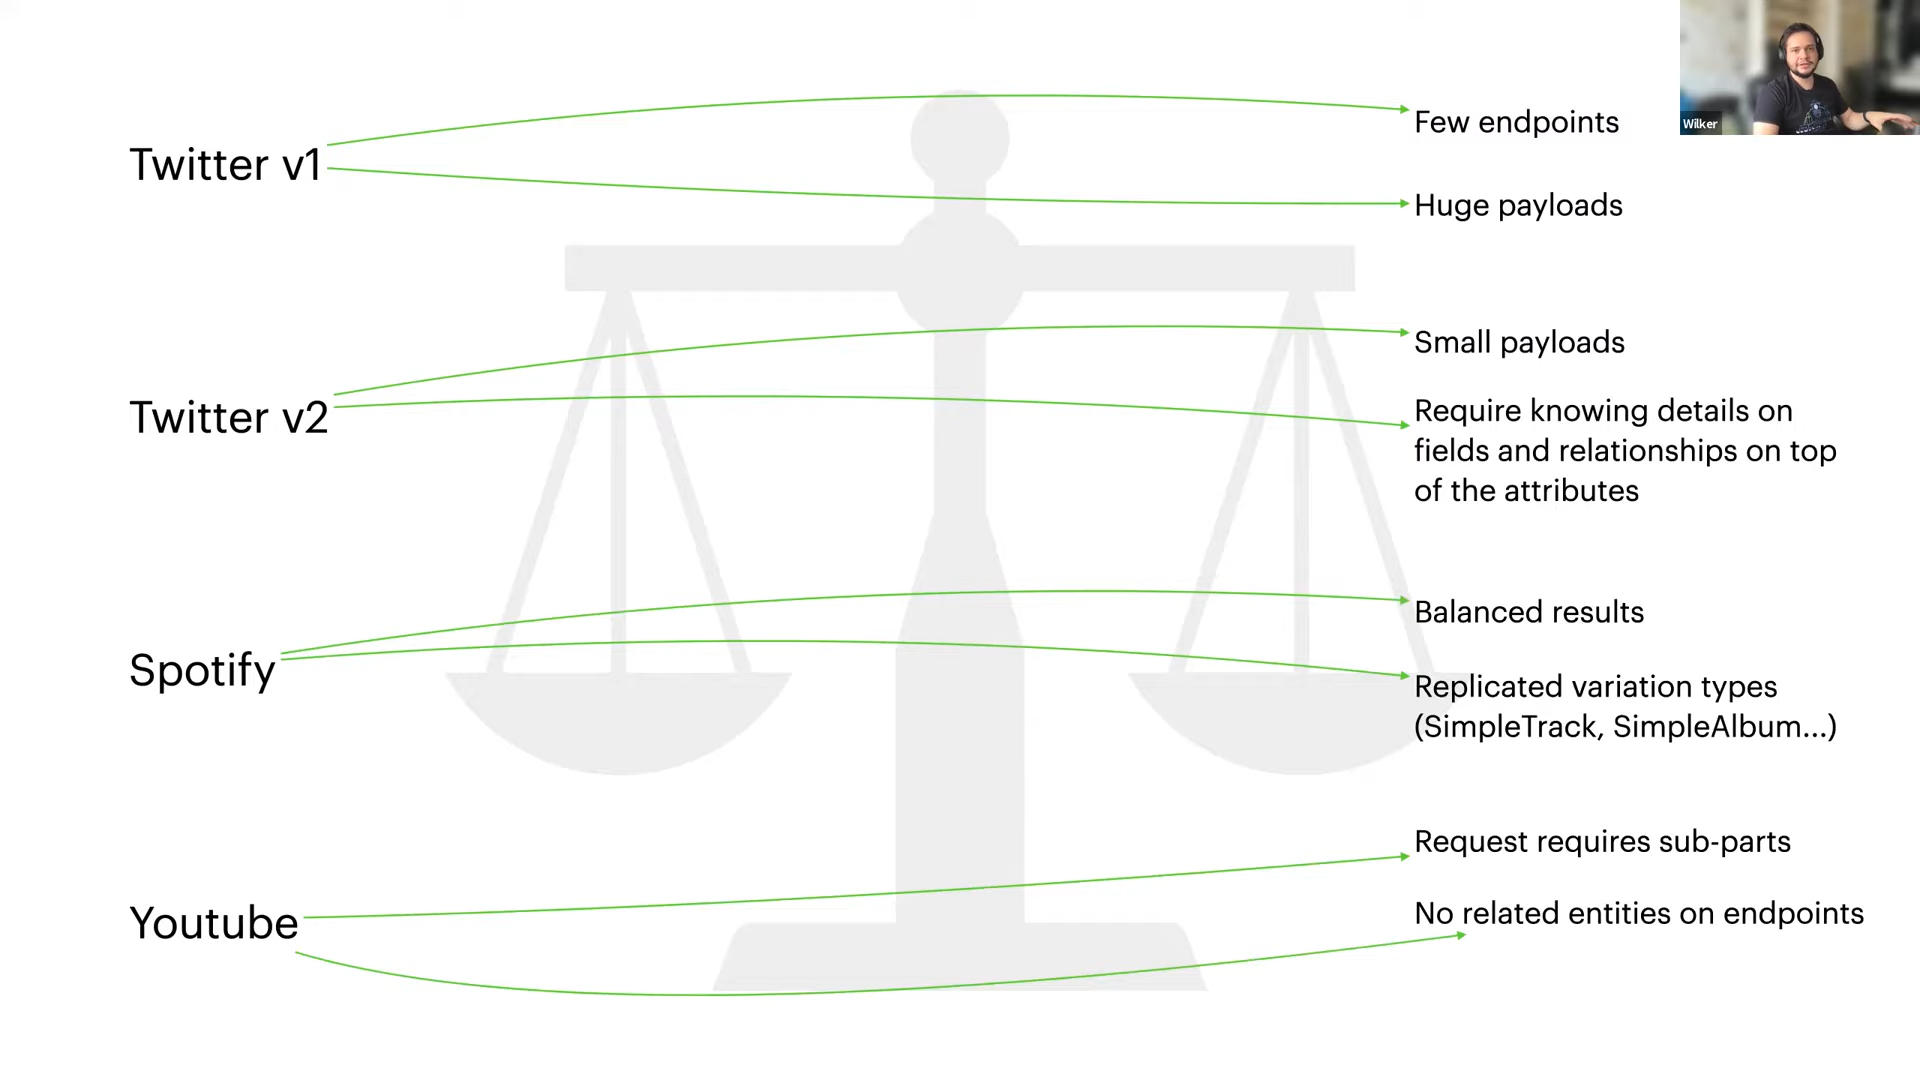 Twitter v1
Few endpoints
Huge payloads
Wilker
Twitter v2
Small payloads
Require knowing details on
fields and relationships on top
of the attributes
Spotify
Balanced results
Replicated variation types
(SimpleTrack, SimpleAlbum...)
Youtube
Request requires sub-parts
No related entities on endpoints